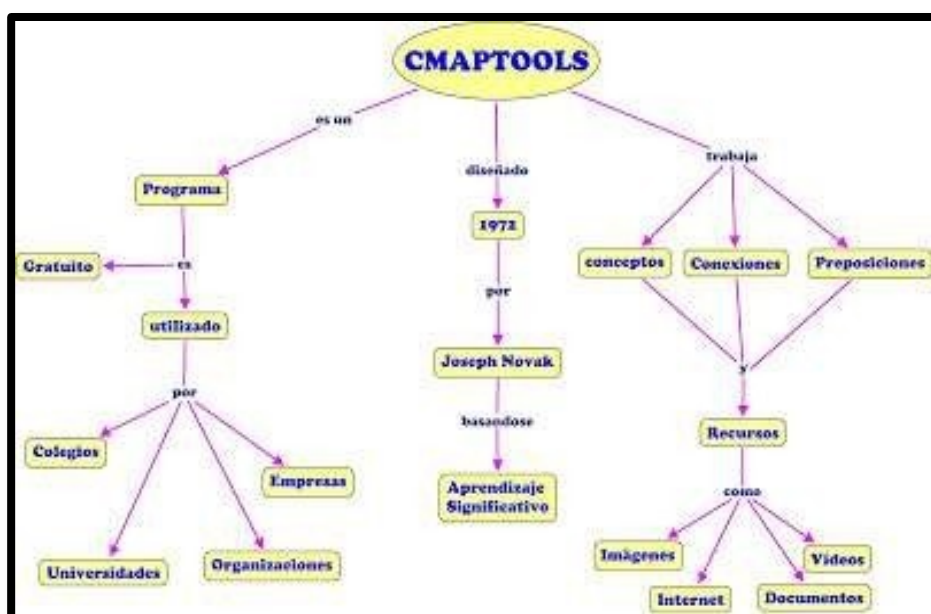 CMAPTOOLS
es un
diseñado
trabaja
Programa
1972
conceptos
Conexiones
Preposiciones
Gratuito
es
por
utilizado
Joseph Novak
y
por
basandose
Recursos
Colegios
Empresas
Aprendizaje
Significativo
como
Universidades
Organizaciones
Imágenes
Vídeos
Internet
Documentos